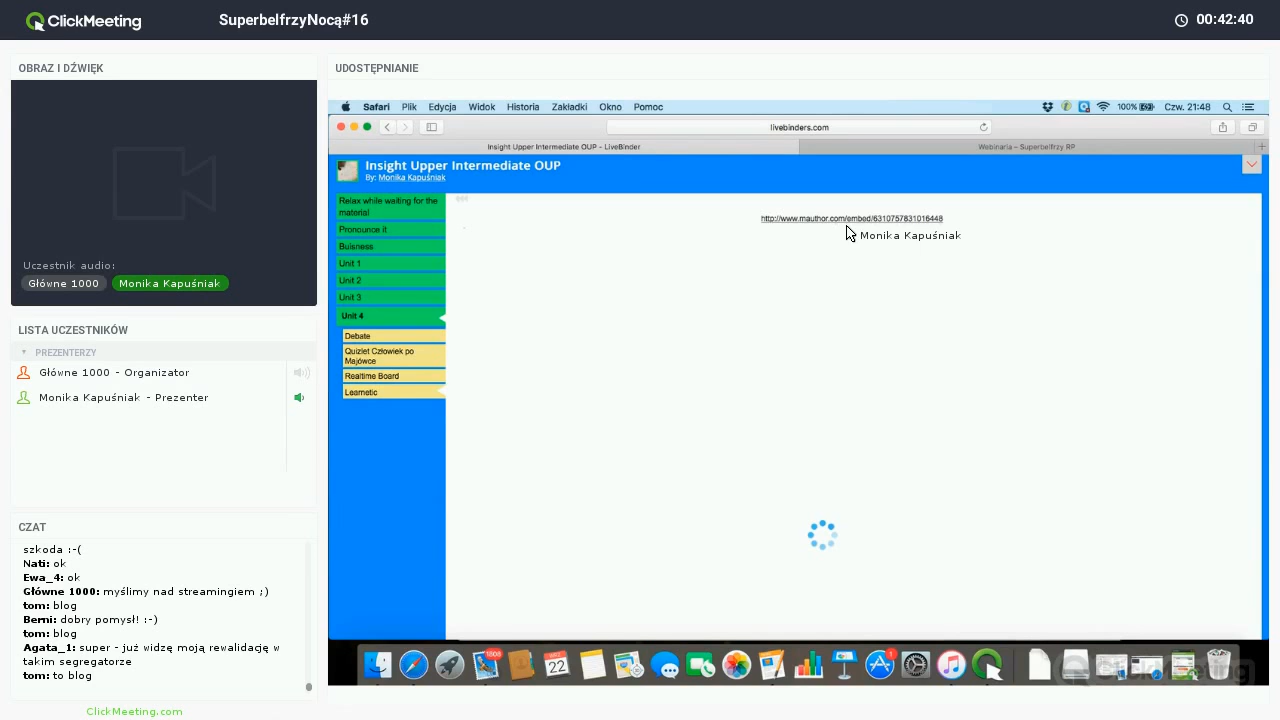 ClickMeeting
SuperbelfrzyNocą#16
00:42:40
OBRAZ I DŹWIĘK
Uczestnik audio:
Główne 1000
Monika Kapuśniak
LISTA UCZESTNIKÓW
PREZENTERZY
Główne 1000 - Organizator
Monika Kapuśniak - Prezenter
CZAT
szkoda :-(
Nati: ok
Ewa_4: ok
Główne 1000: myślimy nad streamingiem ;)
tom: blog
Berni: dobry pomysł! :-)
tom: blog
Agata_1: super - już widzę moją rewalidację w
takim segregatorze
tom: to blog
ClickMeeting.com
UDOSTĘPNIANIE
Safari Plik Edycja Widok Historia Zakładki Okno Pomoc
100% Czw. 21:48
livebinders.com
Insight Upper Intermediate OUP – LiveBinder
Webinaria – Superbelfrzy RP
Insight Upper Intermediate OUP
By: Monika Kapuśniak
Relax while waiting for the
material
Pronounce it
Buisness
Unit 1
Unit 2
Unit 3
Unit 4
Debate
Quizlet Człowiek po
Majówce
Realtime Board
Learnetic
http://www.mauthor.com/embed/6310757831016448
Monika Kapuśniak
22
1
ClickMeeting